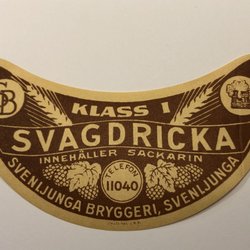 KLASS I
SVAGDRICKA
INNEHÅLLER SACKARIN
TELEFON
11040
SVENLJUNGA BRYGGERI, SVENLJUNGA